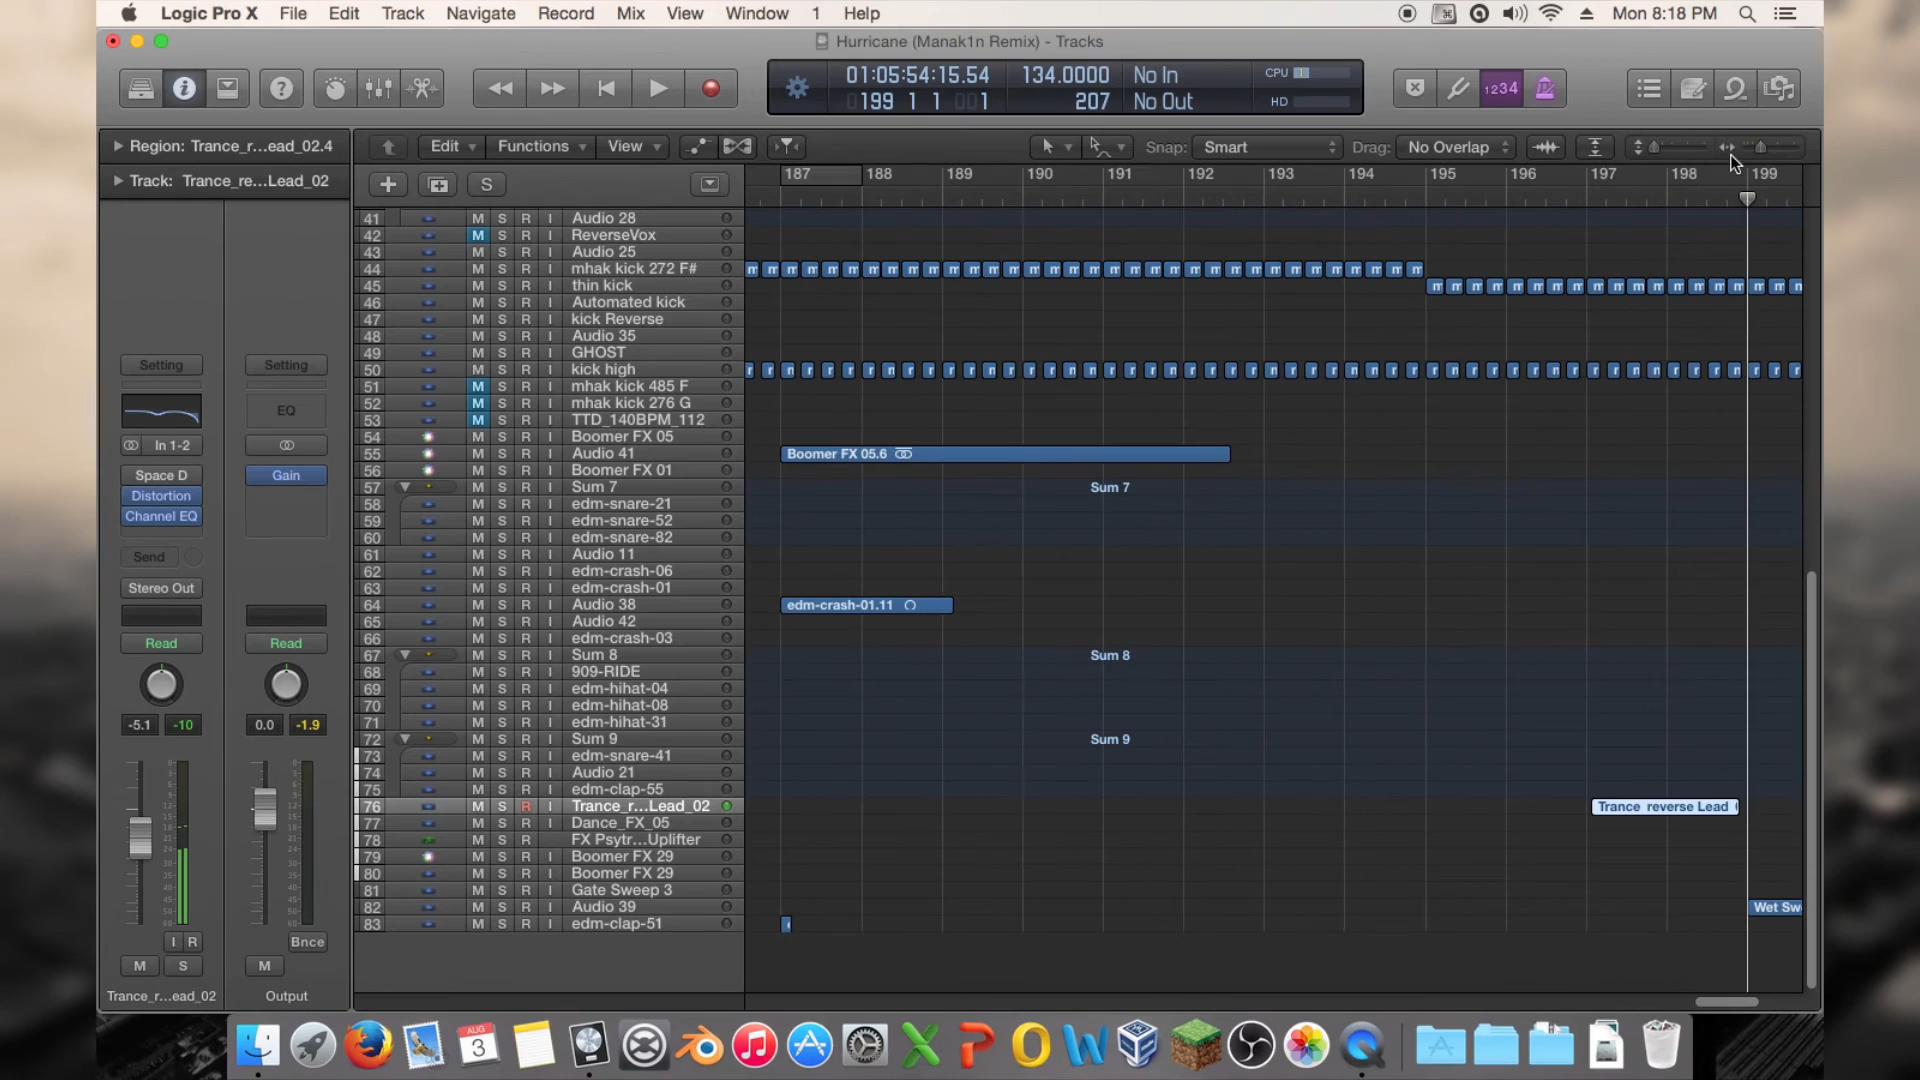 Logic Pro X File Edit Track Navigate Record Mix View Window 1 Help Mon 8:18 PM
Hurricane (Manak1n Remix) - Tracks
01:05:54:15.54 134.0000 No In CPU
199 1 1 001 207 No Out HD
1234
Region: Trance_r...ead_02.4 Edit Functions View Snap: Smart Drag: No Overlap
Track: Trance_re...Lead_02 S 187 188 189 190 191 192 193 194 195 196 197 198 199
41 M S R I Audio 28
42 M S R I ReverseVox
43 M S R I Audio 25
44 M S R I mhak kick 272 F#
45 M S R I thin kick
46 M S R I Automated kick
47 M S R I kick Reverse
48 M S R I Audio 35
49 M S R I GHOST
50 M S R I kick high
51 M S R I mhak kick 485 F
52 M S R I mhak kick 276 G
53 M S R I TTD_140BPM_112
54 M S R I Boomer FX 05
55 M S R I Audio 41 Boomer FX 05.6
56 M S R I Boomer FX 01
57 M S R I Sum 7 Sum 7
58 M S R I edm-snare-21
59 M S R I edm-snare-52
60 M S R I edm-snare-82
61 M S R I Audio 11
62 M S R I edm-crash-06
63 M S R I edm-crash-01
64 M S R I Audio 38 edm-crash-01.11
65 M S R I Audio 42
66 M S R I edm-crash-03
67 M S R I Sum 8 Sum 8
68 M S R I 909-RIDE
69 M S R I edm-hihat-04
70 M S R I edm-hihat-08
71 M S R I edm-hihat-31
72 M S R I Sum 9 Sum 9
73 M S R I edm-snare-41
74 M S R I Audio 21
75 M S R I edm-clap-55
76 M S R I Trance_r...Lead_02 Trance reverse Lead
77 M S R I Dance_FX_05
78 M S R FX Psytr...Uplifter
79 M S R I Boomer FX 29
80 M S R I Boomer FX 29
81 M S R I Gate Sweep 3
82 M S R I Audio 39 Wet Sw
83 M S R I edm-clap-51
Setting Setting
EQ
In 1-2
Space D Gain
Distortion
Channel EQ
Send
Stereo Out
Read Read
-5.1 -10 0.0 -1.9
I R Bnce
M S M
Trance_r...ead_02 Output
AUG
3